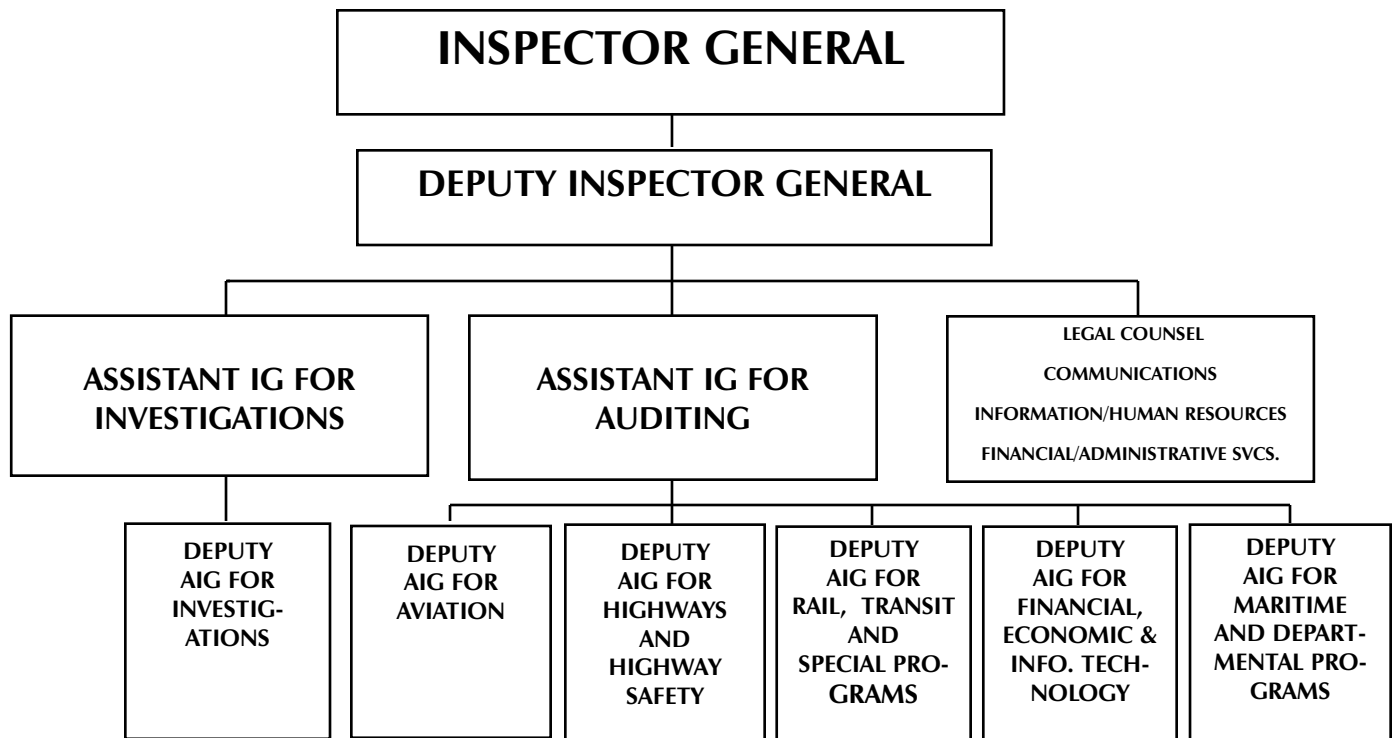 INSPECTOR GENERAL
DEPUTY INSPECTOR GENERAL
ASSISTANT IG FOR
INVESTIGATIONS
ASSISTANT IG FOR
AUDITING
LEGAL COUNSEL
COMMUNICATIONS
INFORMATION/HUMAN RESOURCES
FINANCIAL/ADMINISTRATIVE SVCS.
DEPUTY
AIG FOR
INVESTIG-
ATIONS
DEPUTY
AIG FOR
AVIATION
DEPUTY
AIG FOR
HIGHWAYS
AND
HIGHWAY
SAFETY
DEPUTY
AIG FOR
RAIL, TRANSIT
AND
SPECIAL PRO-
GRAMS
DEPUTY
AIG FOR
FINANCIAL,
ECONOMIC &
INFO. TECH-
NOLOGY
DEPUTY
AIG FOR
MARITIME
AND DEPART-
MENTAL PRO-
GRAMS